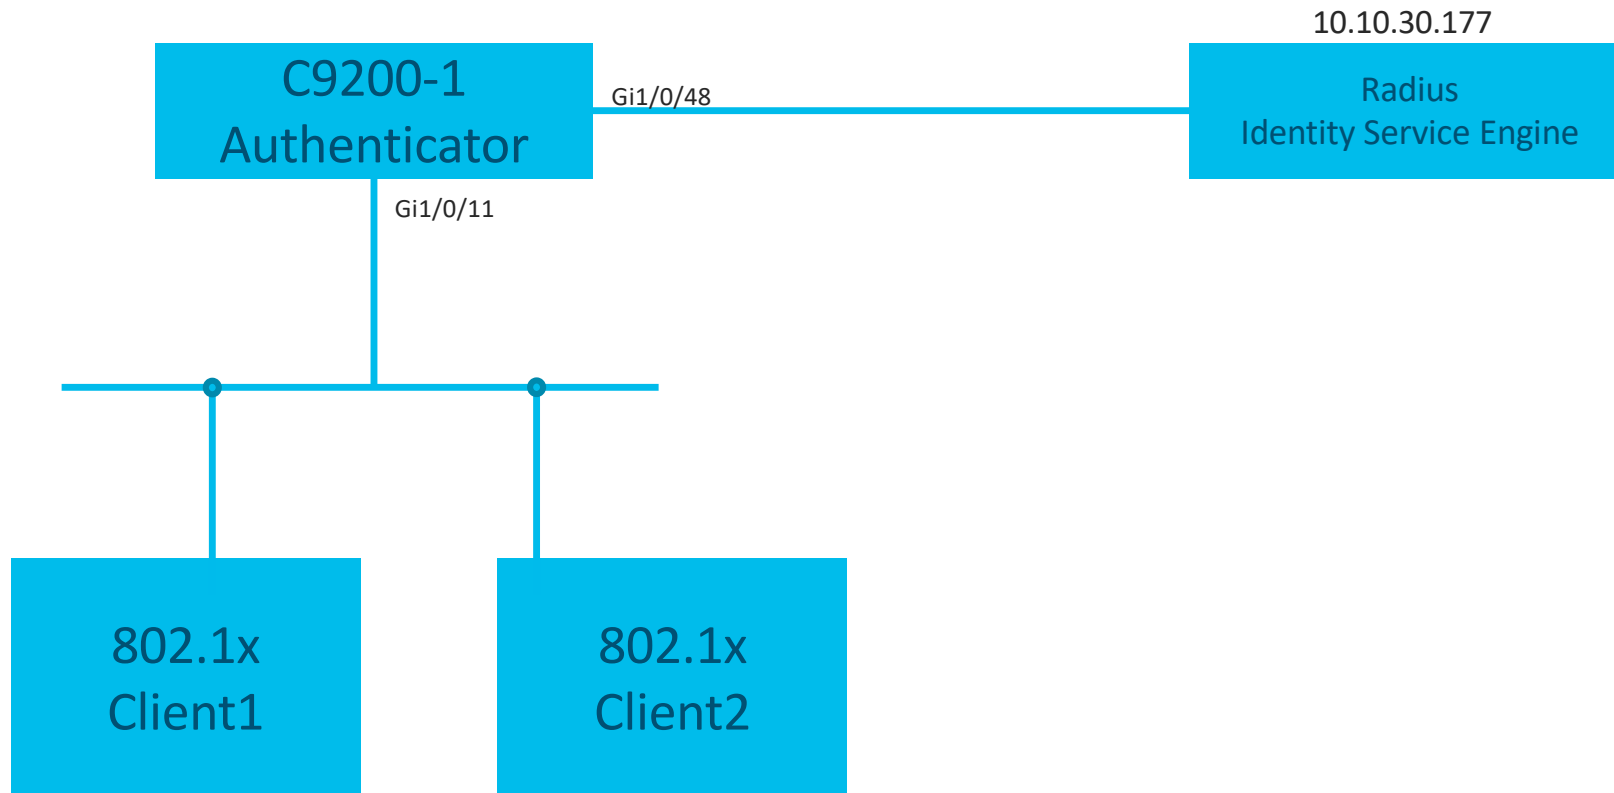 10.10.30.177
C9200-1
Authenticator
Gi1/0/48
Radius
Identity Service Engine
Gi1/0/11
802.1x
Client1
802.1x
Client2